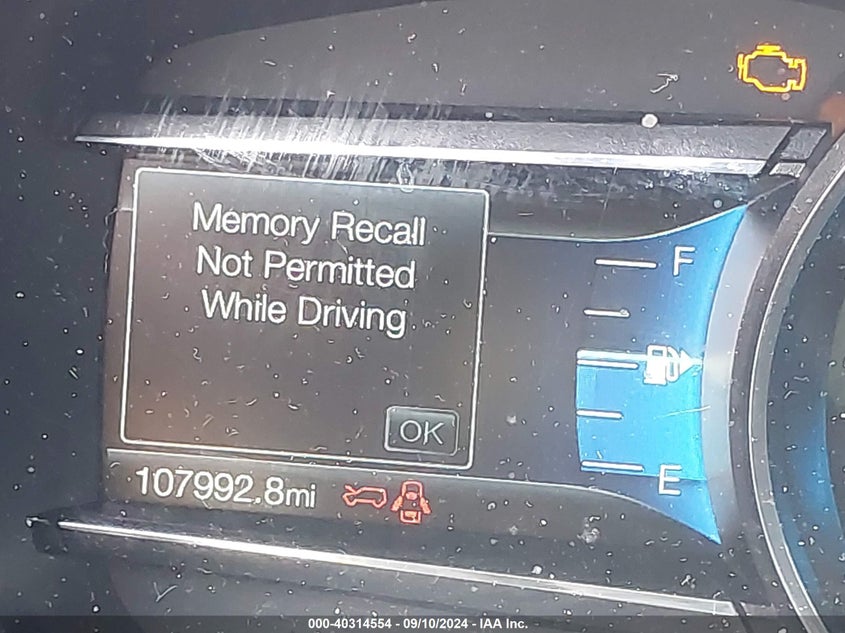 Memory Recall
Not Permitted
While Driving
OK
F
E
107992.8mi
000-40314554 - 09/10/2024 - IAA Inc.